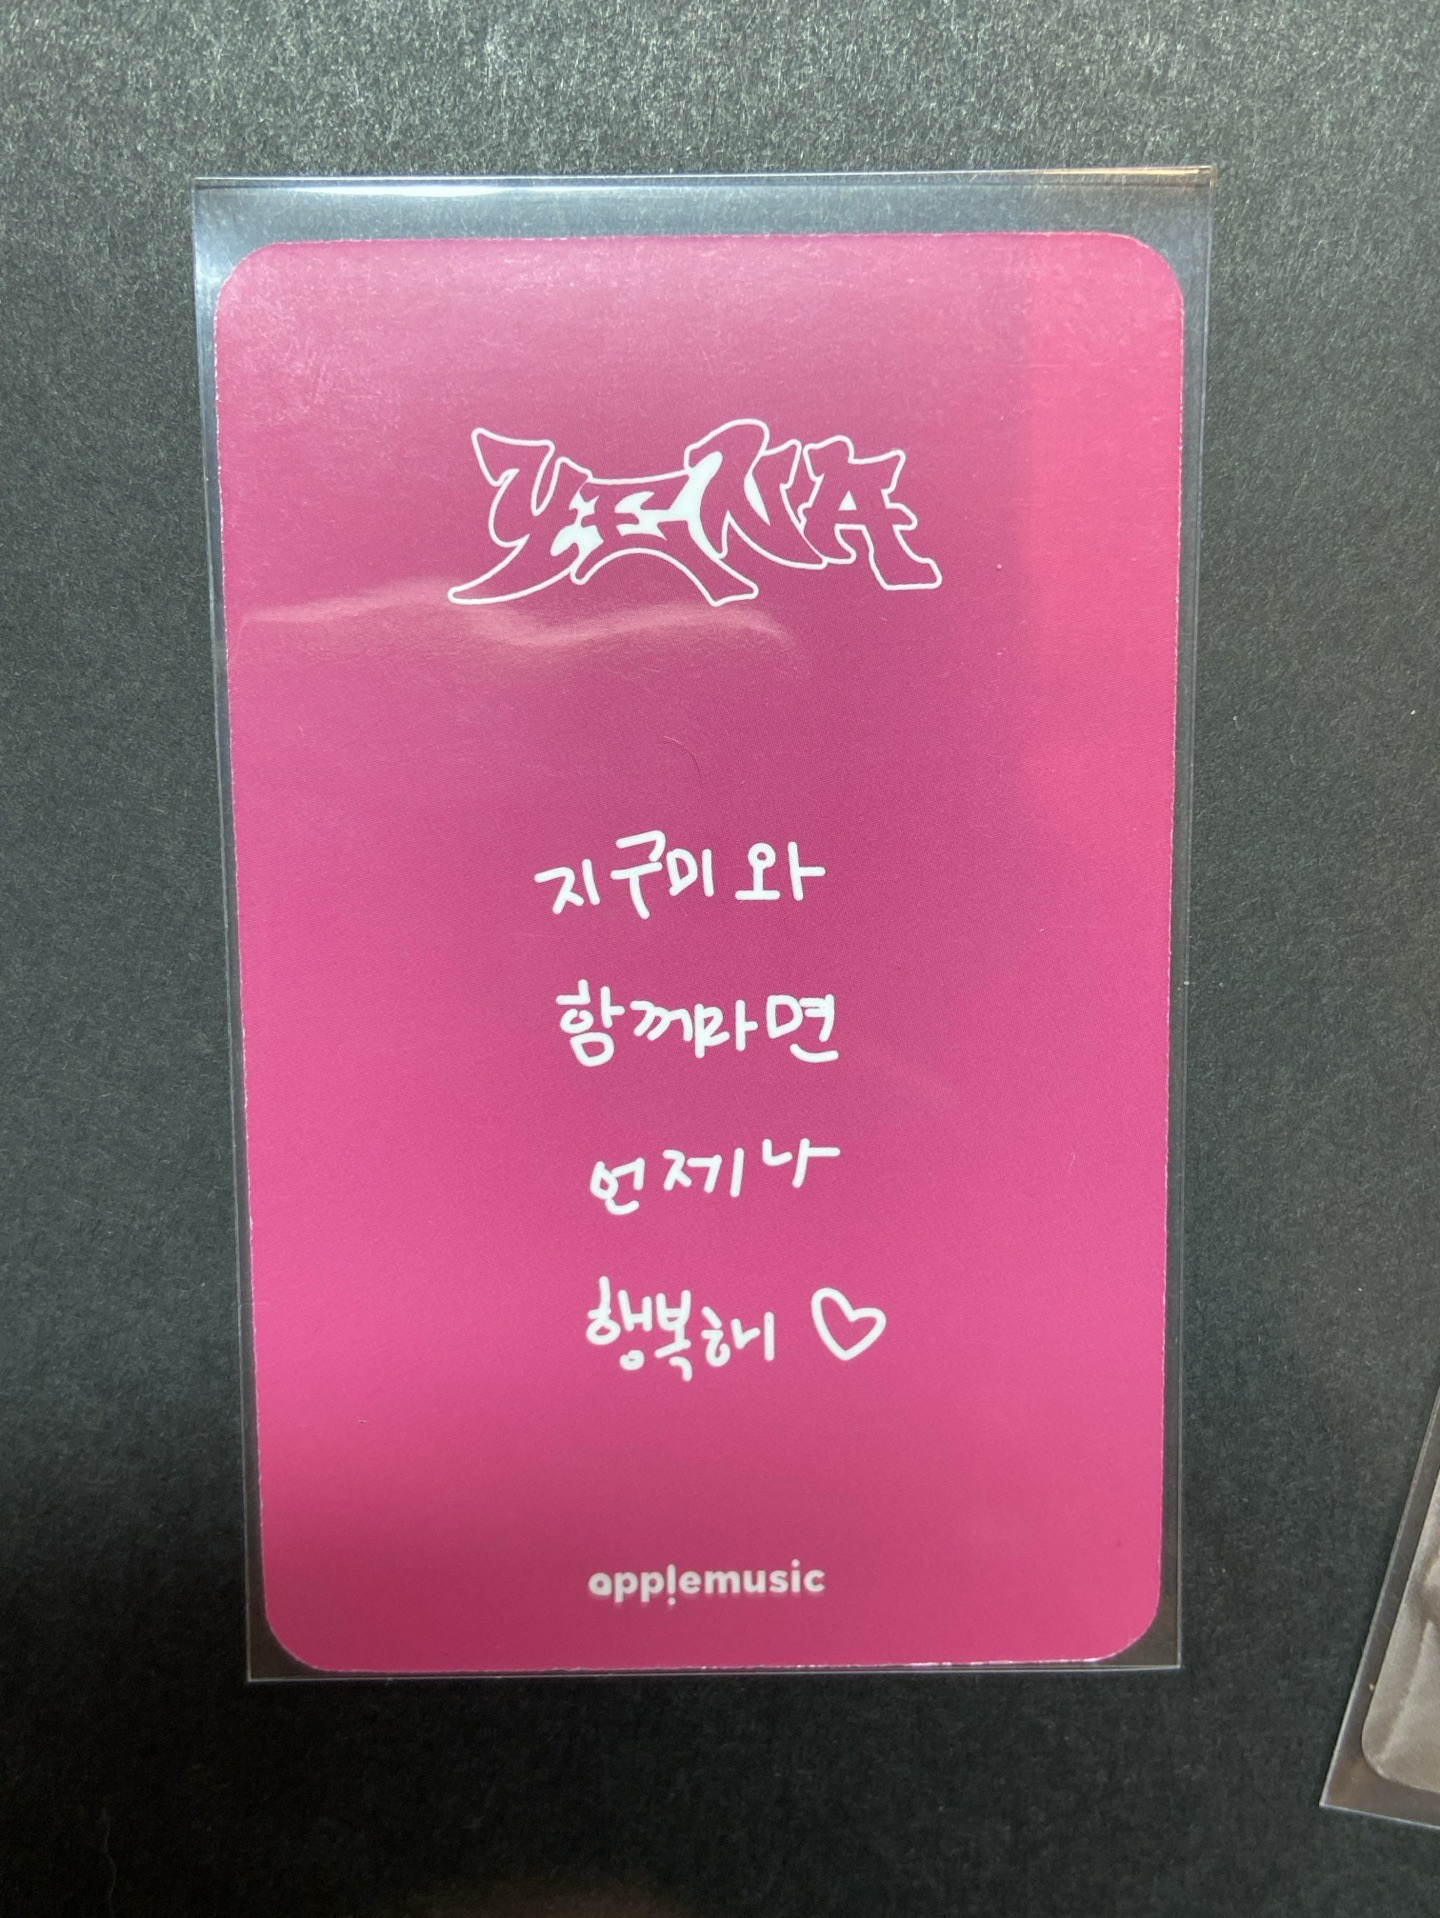 YENA
지구미와
함께라면
언제나
행복해 ♡
applemusic